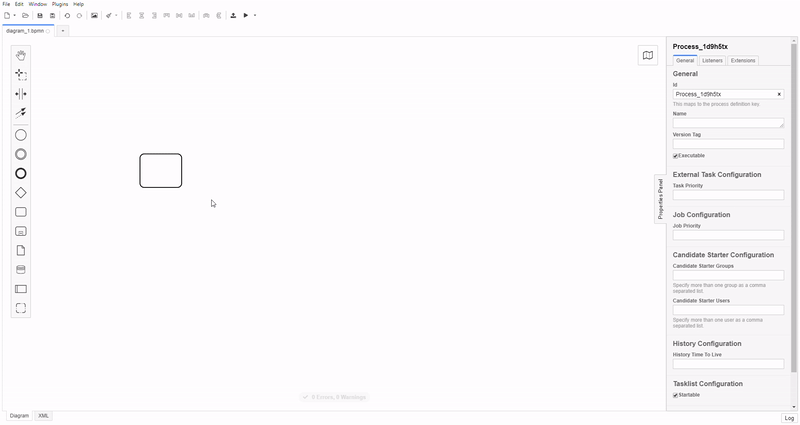 File Edit Window Plugins Help
diagram_1.bpmn
+
Process_1d9h5tx
General Listeners Extensions
General
Id
Process_1d9h5tx
This maps to the process definition key.
Name
Version Tag
Executable
External Task Configuration
Task Priority
Properties Panel
Job Configuration
Job Priority
Candidate Starter Configuration
Candidate Starter Groups
Specify more than one group as a comma
separated list.
Candidate Starter Users
Specify more than one user as a comma
separated list.
History Configuration
History Time To Live
Tasklist Configuration
Startable
0 Errors, 0 Warnings
Diagram XML
Log